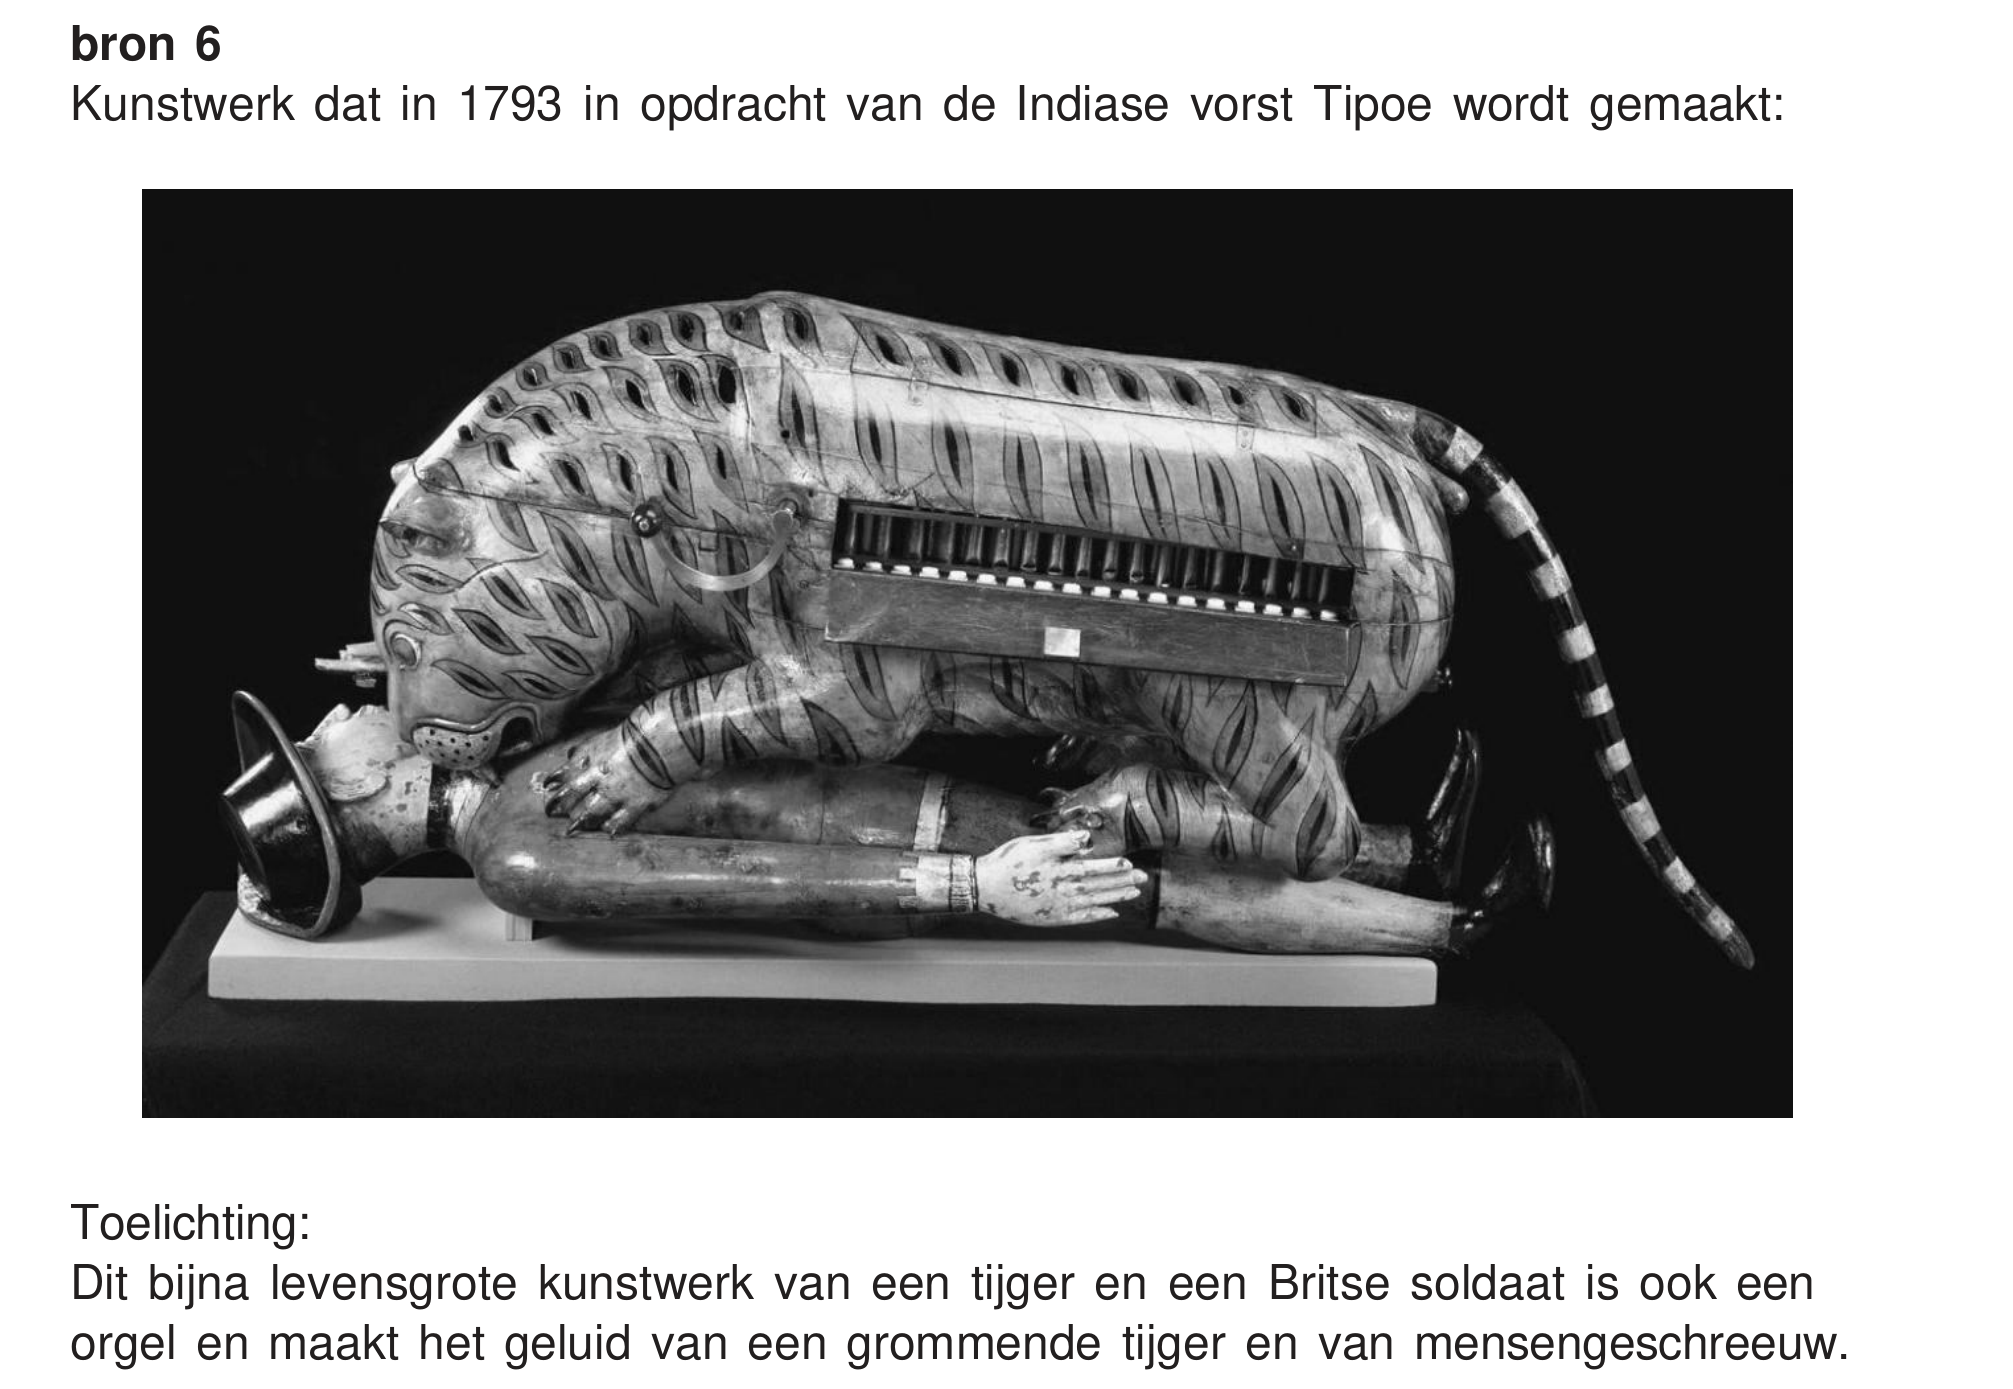 bron 6
Kunstwerk dat in 1793 in opdracht van de Indiase vorst Tipoe wordt gemaakt:
Toelichting:
Dit bijna levensgrote kunstwerk van een tijger en een Britse soldaat is ook een
orgel en maakt het geluid van een grommende tijger en van mensengeschreeuw.